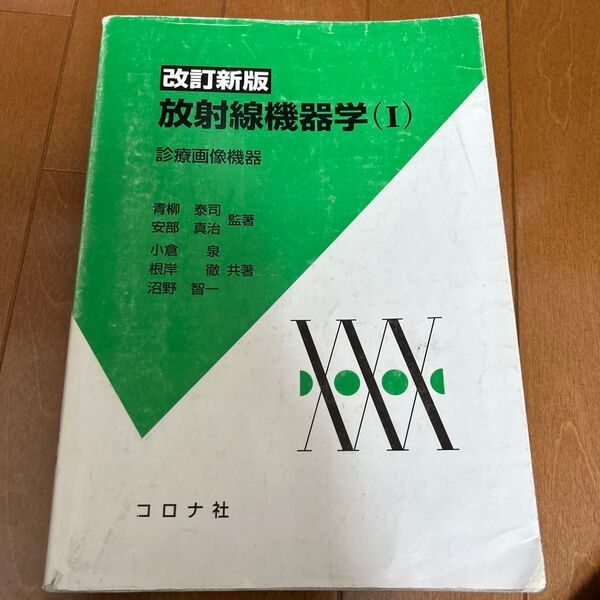 改訂新版
放射線機器学(I)
診療画像機器
青柳 泰司
安部 真治 監著
小倉 泉
根岸 徹 共著
沼野 智一
コロナ社